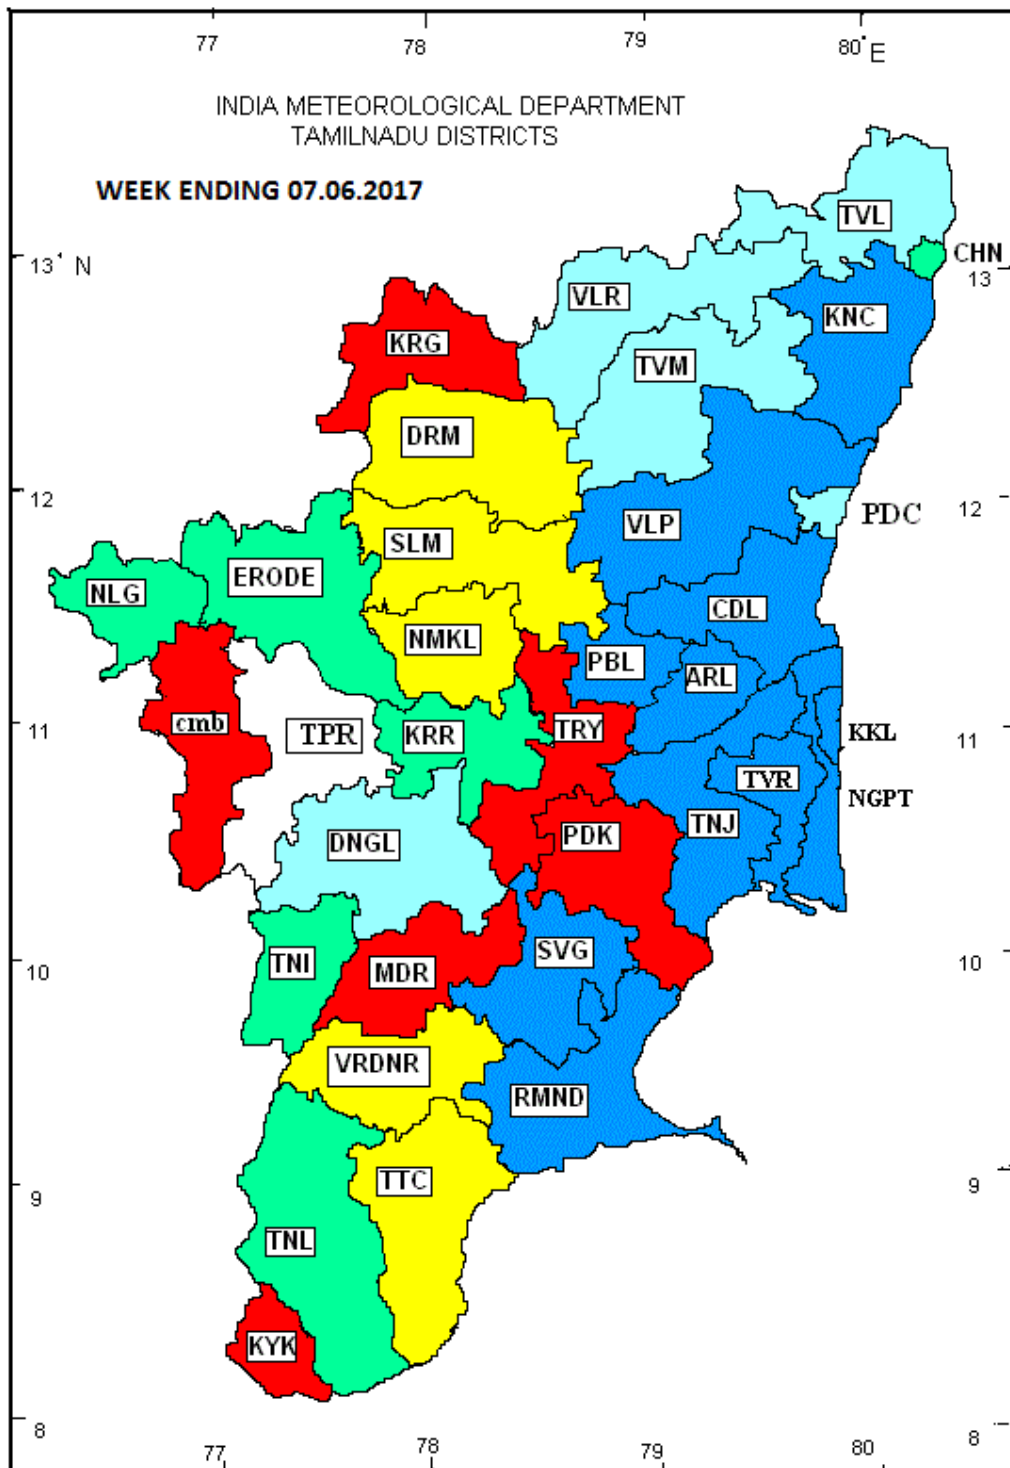 77 78 79 80° E
INDIA METEOROLOGICAL DEPARTMENT
TAMILNADU DISTRICTS
WEEK ENDING 07.06.2017
TVL
13° N
CHN
13
VLR
KNC
KRG
TVM
DRM
12
12
PDC
VLP
SLM
ERODE
NLG
CDL
NMKL
PBL
ARL
11
cmb
TPR
KRR
TRY
KKL
11
TVR
NGPT
DNGL
PDK
TNJ
10
TNI
MDR
SVG
10
VRDNR
RMND
9
TTC
9
TNL
KYK
8
8
77 78 79 80